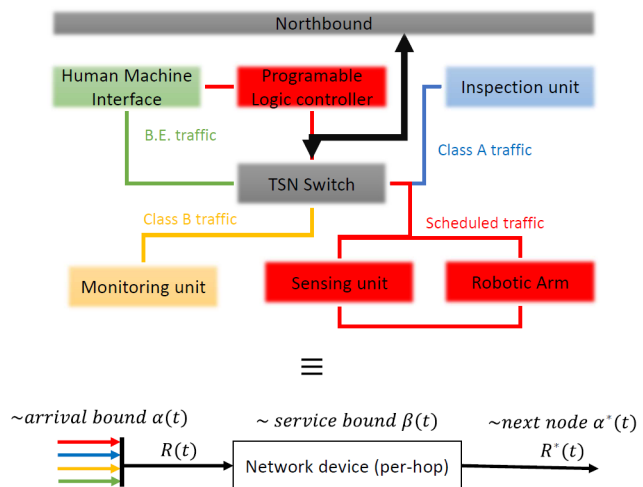 Northbound
Human Machine
Interface
Programable
Logic controller
Inspection unit
B.E. traffic
Class A traffic
TSN Switch
Class B traffic
Scheduled traffic
Monitoring unit
Sensing unit
Robotic Arm
≡
~arrival bound α(t)
~ service bound β(t)
~next node α*(t)
R(t)
R*(t)
Network device (per-hop)